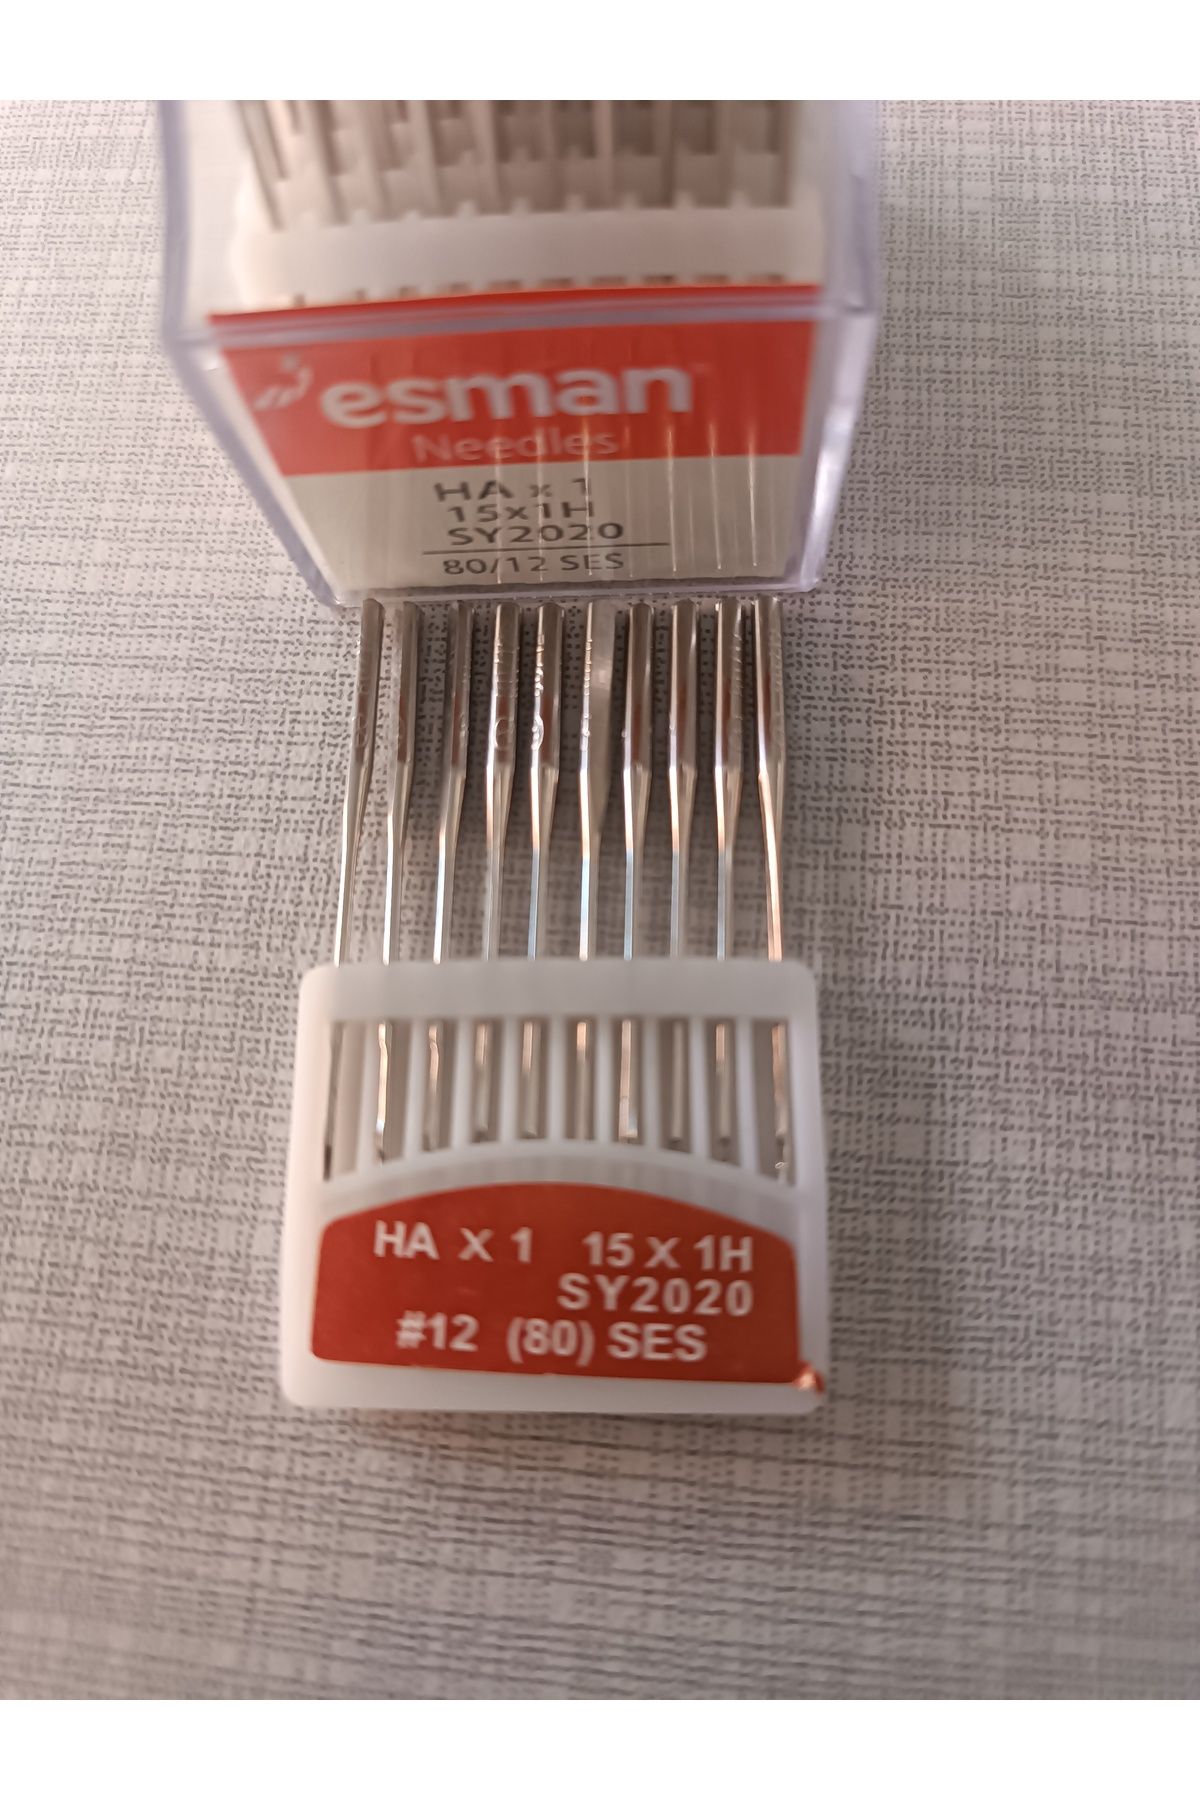 esman
Needles
HA x 1
15x1H
SY2020
80/12 SES
HA X 1 15 X 1H
SY2020
#12 (80) SES